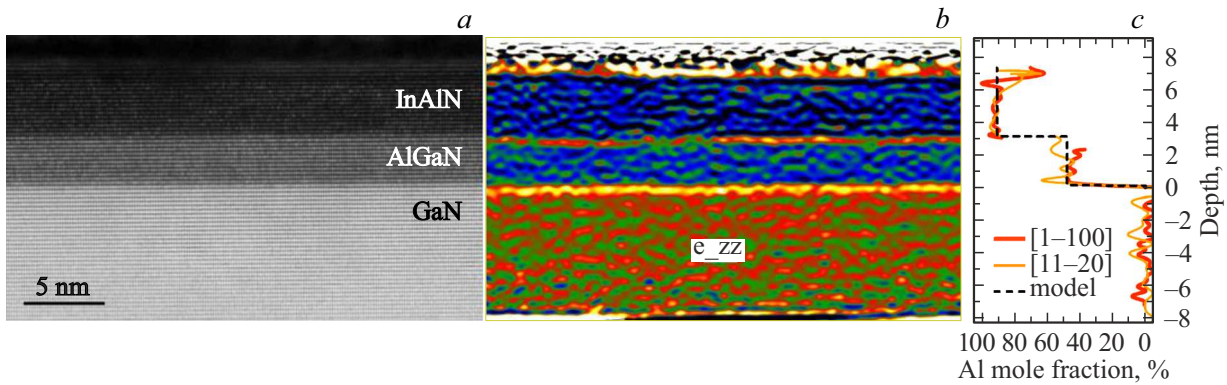 a
b
c
InAlN
AlGaN
GaN
5 nm
e_zz
8
6
4
2
0
–2
–4
–6
–8
Depth, nm
[1–100]
[11–20]
model
100 80 60 40 20 0
Al mole fraction, %